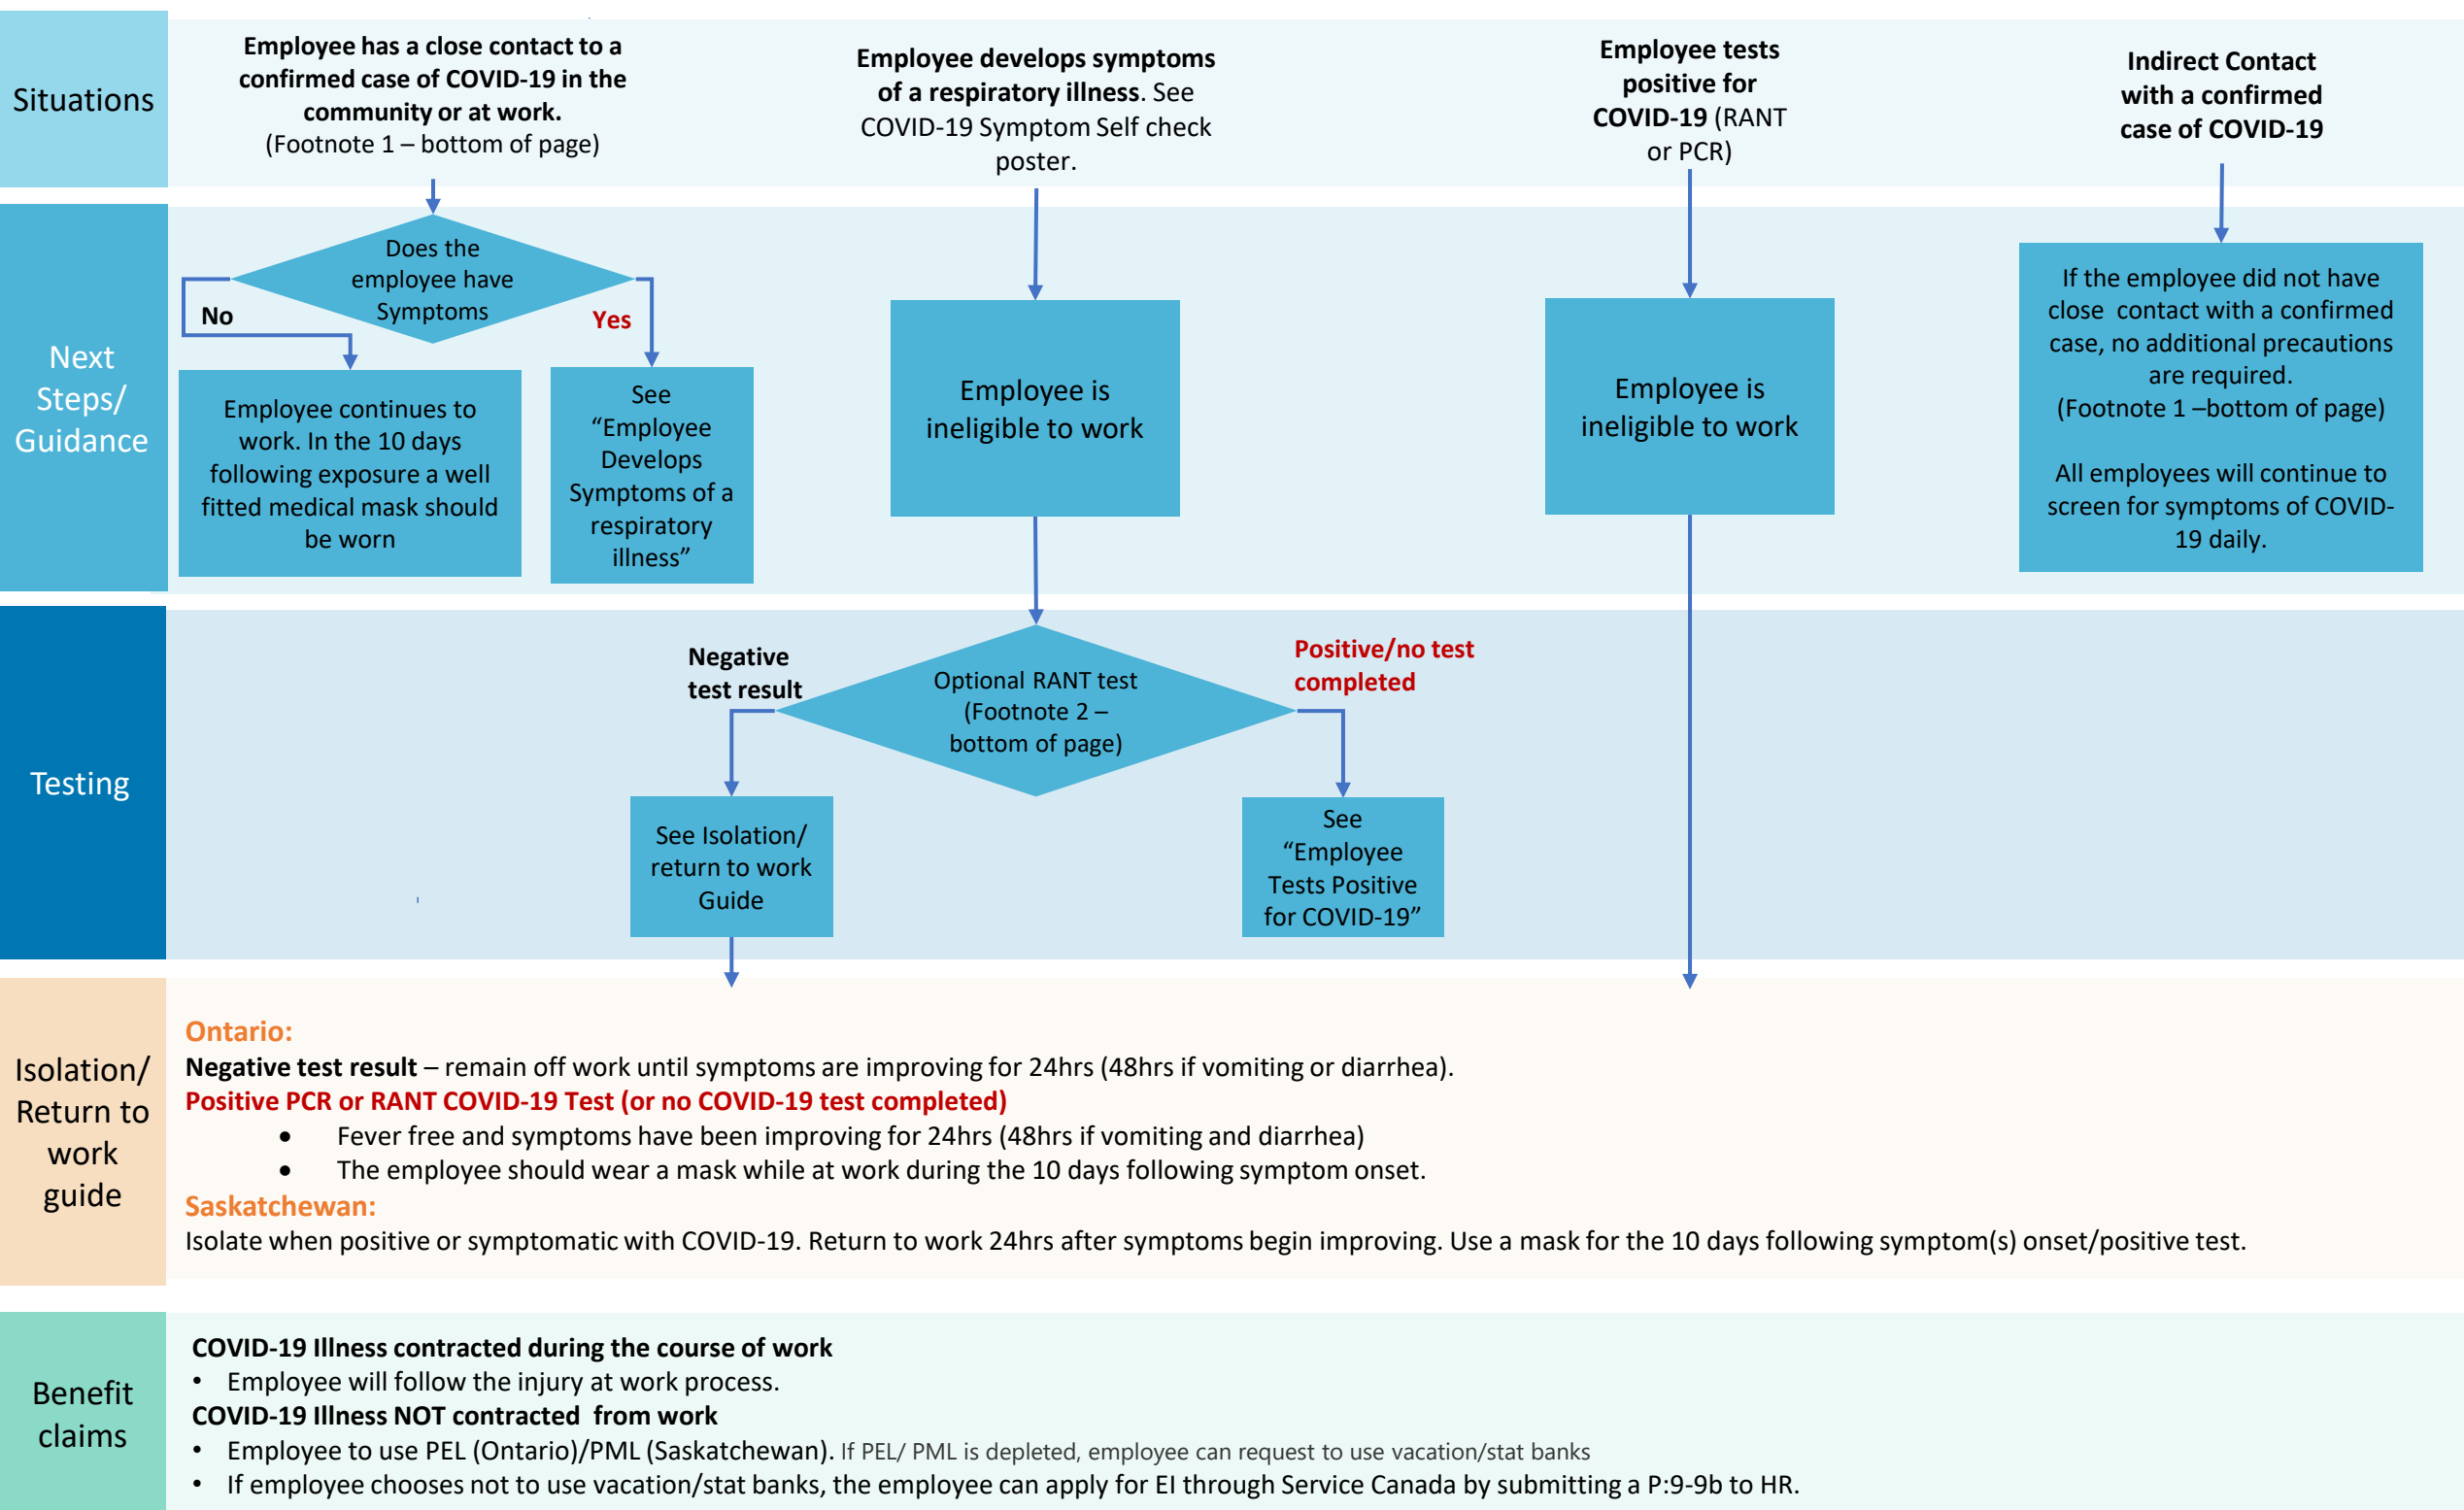 Situations
Employee has a close contact to a
confirmed case of COVID-19 in the
community or at work.
(Footnote 1 – bottom of page)
Employee develops symptoms
of a respiratory illness. See
COVID-19 Symptom Self check
poster.
Employee tests
positive for
COVID-19 (RANT
or PCR)
Indirect Contact
with a confirmed
case of COVID-19
Next
Steps/
Guidance
Does the
employee have
Symptoms
No
Yes
Employee continues to
work. In the 10 days
following exposure a well
fitted medical mask should
be worn
See
“Employee
Develops
Symptoms of a
respiratory
illness”
Employee is
ineligible to work
Employee is
ineligible to work
If the employee did not have
close  contact with a confirmed
case, no additional precautions
are required.
(Footnote 1 –bottom of page)
All employees will continue to
screen for symptoms of COVID-
19 daily.
Testing
Negative
test result
Optional RANT test
(Footnote 2 –
bottom of page)
Positive/no test
completed
See Isolation/
return to work
Guide
See
“Employee
Tests Positive
for COVID-19”
Isolation/
Return to
work
guide
Ontario:
Negative test result – remain off work until symptoms are improving for 24hrs (48hrs if vomiting or diarrhea).
Positive PCR or RANT COVID-19 Test (or no COVID-19 test completed)
• Fever free and symptoms have been improving for 24hrs (48hrs if vomiting and diarrhea)
• The employee should wear a mask while at work during the 10 days following symptom onset.
Saskatchewan:
Isolate when positive or symptomatic with COVID-19. Return to work 24hrs after symptoms begin improving. Use a mask for the 10 days following symptom(s) onset/positive test.
Benefit
claims
COVID-19 Illness contracted during the course of work
• Employee will follow the injury at work process.
COVID-19 Illness NOT contracted  from work
• Employee to use PEL (Ontario)/PML (Saskatchewan). If PEL/ PML is depleted, employee can request to use vacation/stat banks
• If employee chooses not to use vacation/stat banks, the employee can apply for EI through Service Canada by submitting a P:9-9b to HR.